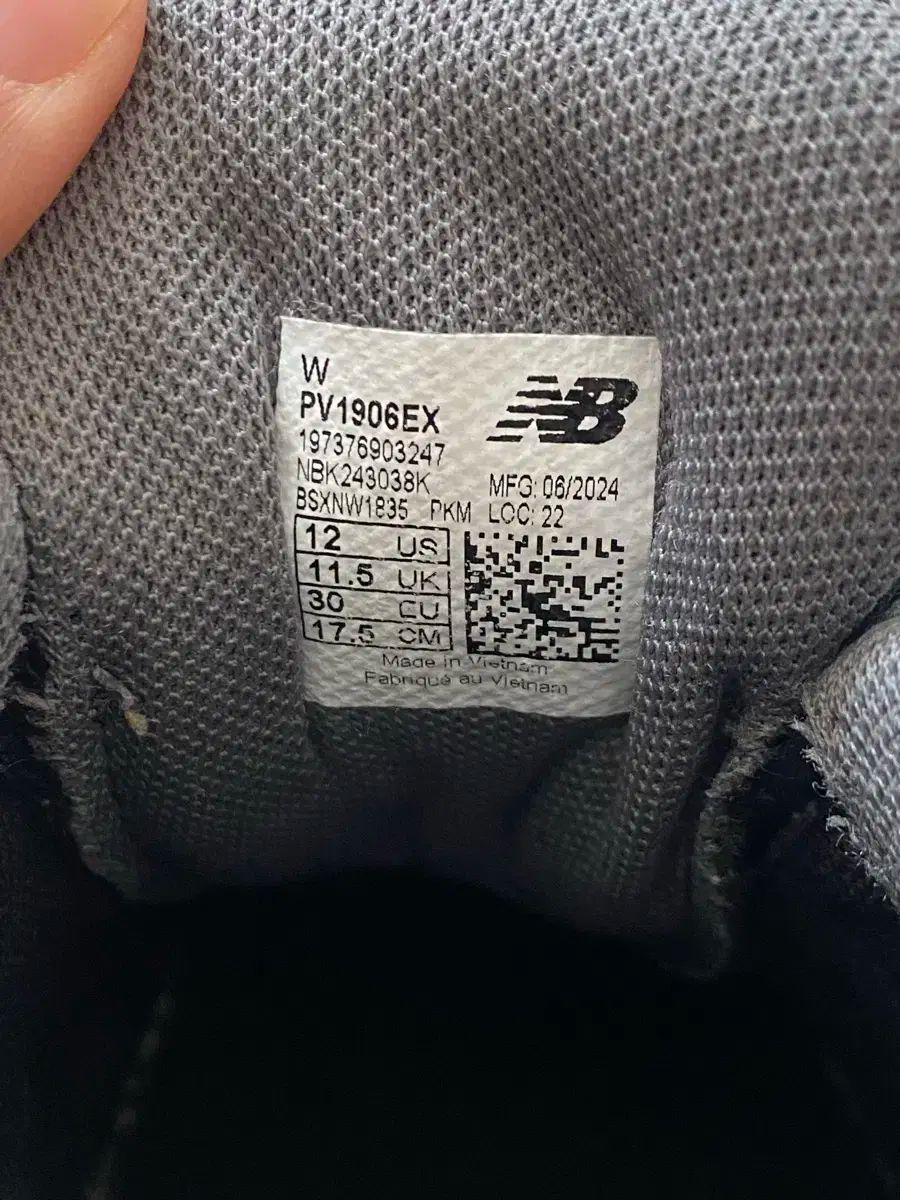 W
PV1906EX
NB
197376903247
NBK243038K MFG: 06/2024
BSXNW1835 PKM LOC: 22
12 US
11.5 UK
30 EU
17.5 CM
Made in Vietnam
Fabriqué au Vietnam